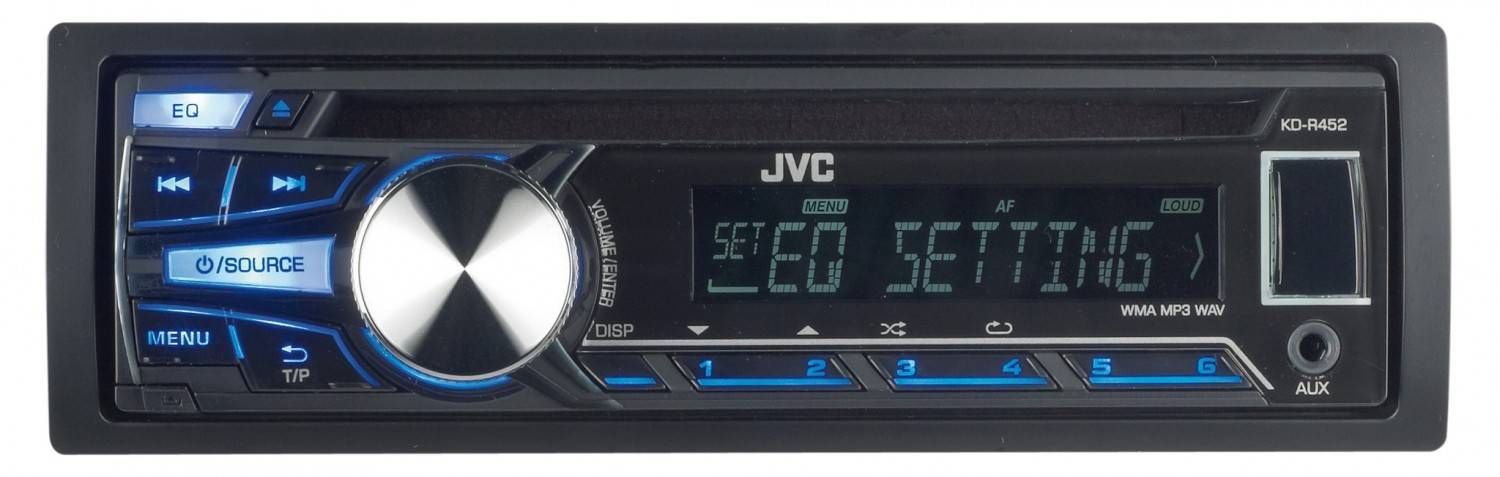 EQ
KD-R452
JVC
MENU AF LOUD
SET EQ SETTING
/SOURCE
VOLUME/ENTER
WMA MP3 WAV
MENU
DISP
T/P
1 2 3 4 5 6
AUX